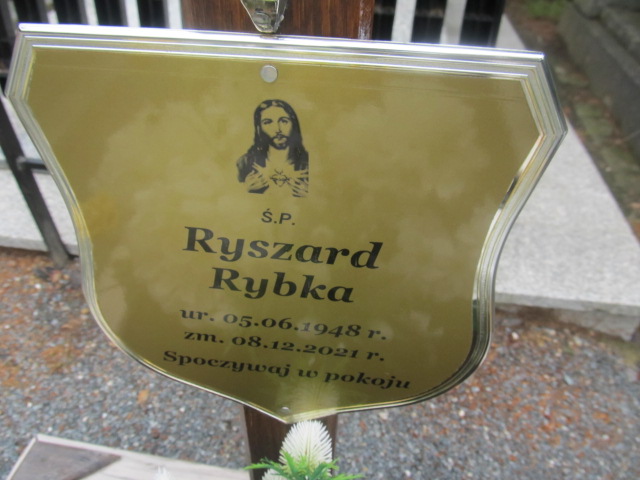 Ś.P.
Ryszard
Rybka
ur. 05.06.1948 r.
zm. 08.12.2021 r.
Spoczywaj w pokoju